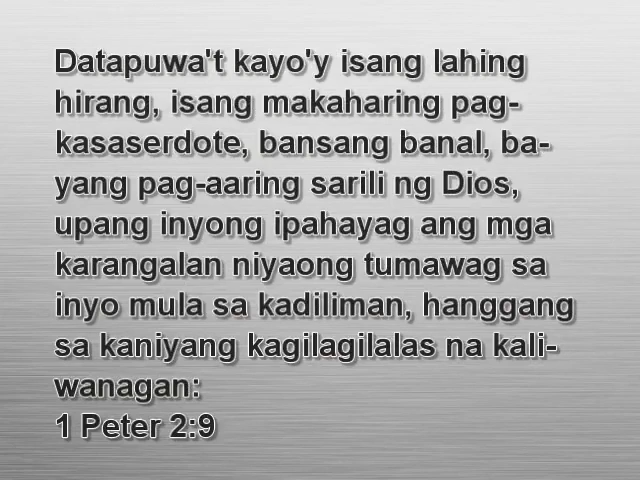 Datapuwa't kayo'y isang lahing
hirang, isang makaharing pag-
kasaserdote, bansang banal, ba-
yang pag-aaring sarili ng Dios,
upang inyong ipahayag ang mga
karangalan niyaong tumawag sa
inyo mula sa kadiliman, hanggang
sa kaniyang kagilagilalas na kali-
wanagan:
1 Peter 2:9